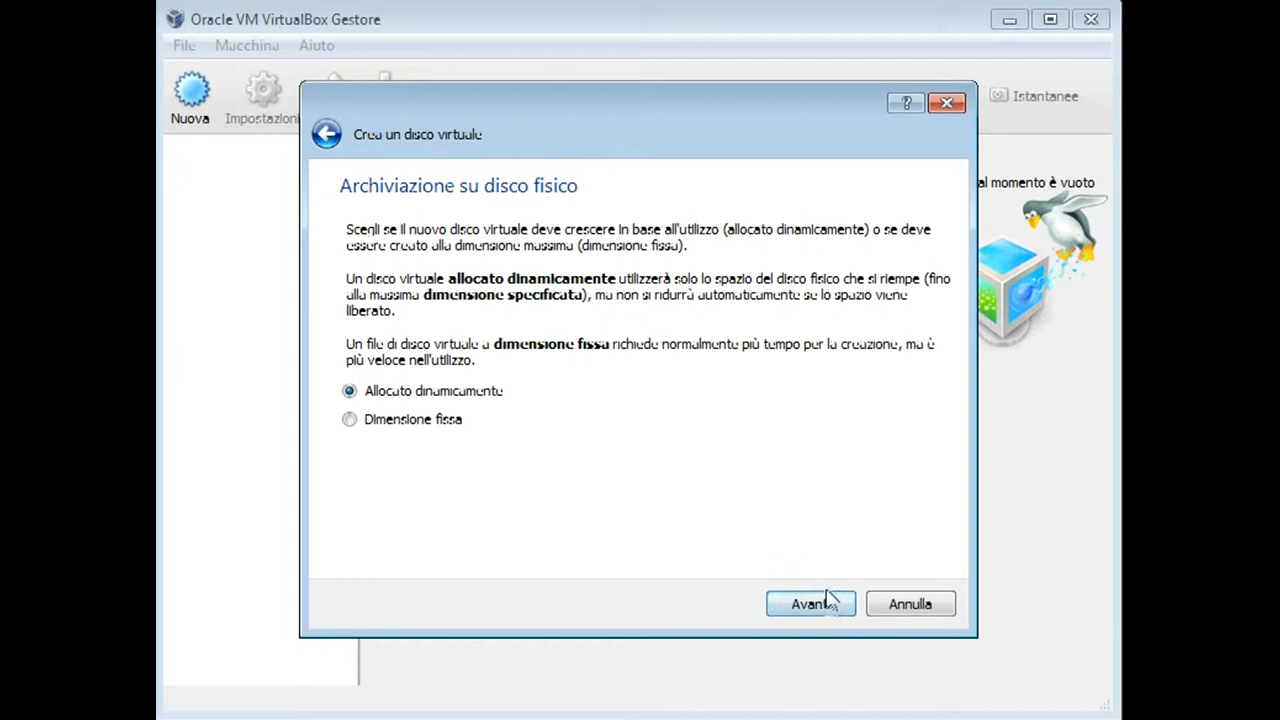 Oracle VM VirtualBox Gestore
File Macchina Aiuto
Nuova
Istantanee
al momento è vuoto
Crea un disco virtuale
Archiviazione su disco fisico
Scegli se il nuovo disco virtuale deve crescere in base all'utilizzo (allocato dinamicamente) o se deve
essere creato alla dimensione massima (dimensione fissa).
Un disco virtuale allocato dinamicamente utilizzerà solo lo spazio del disco fisico che si riempe (fino
alla massima dimensione specificata), ma non si ridurrà automaticamente se lo spazio viene
liberato.
Un file di disco virtuale a dimensione fissa richiede normalmente più tempo per la creazione, ma è
più veloce nell'utilizzo.
Allocato dinamicamente
Dimensione fissa
Annulla